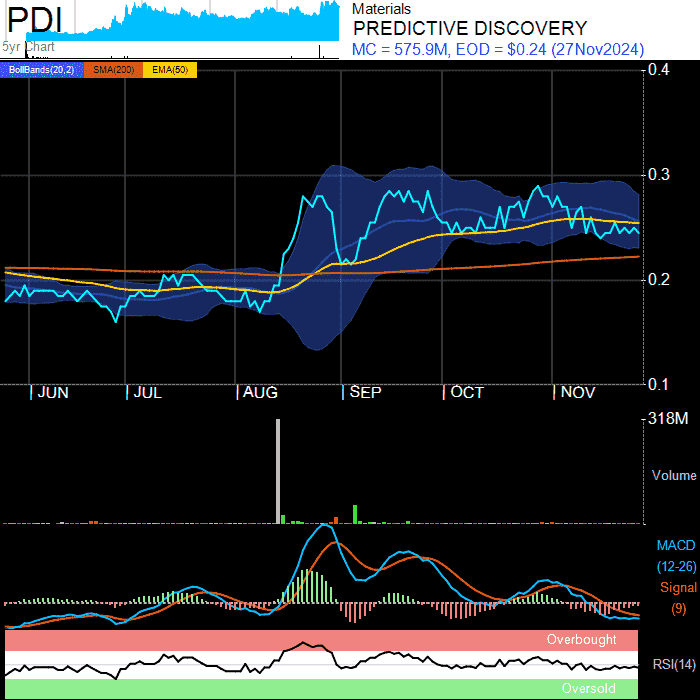 PDI
5yr Chart
Materials
PREDICTIVE DISCOVERY
MC = 575.9M, EOD = $0.24 (27Nov2024)
BollBands(20,2) SMA(200) EMA(50)
0.4
0.3
0.2
0.1
JUN JUL AUG SEP OCT NOV
318M
Volume
MACD
(12-26)
Signal
(9)
Overbought
RSI(14)
Oversold